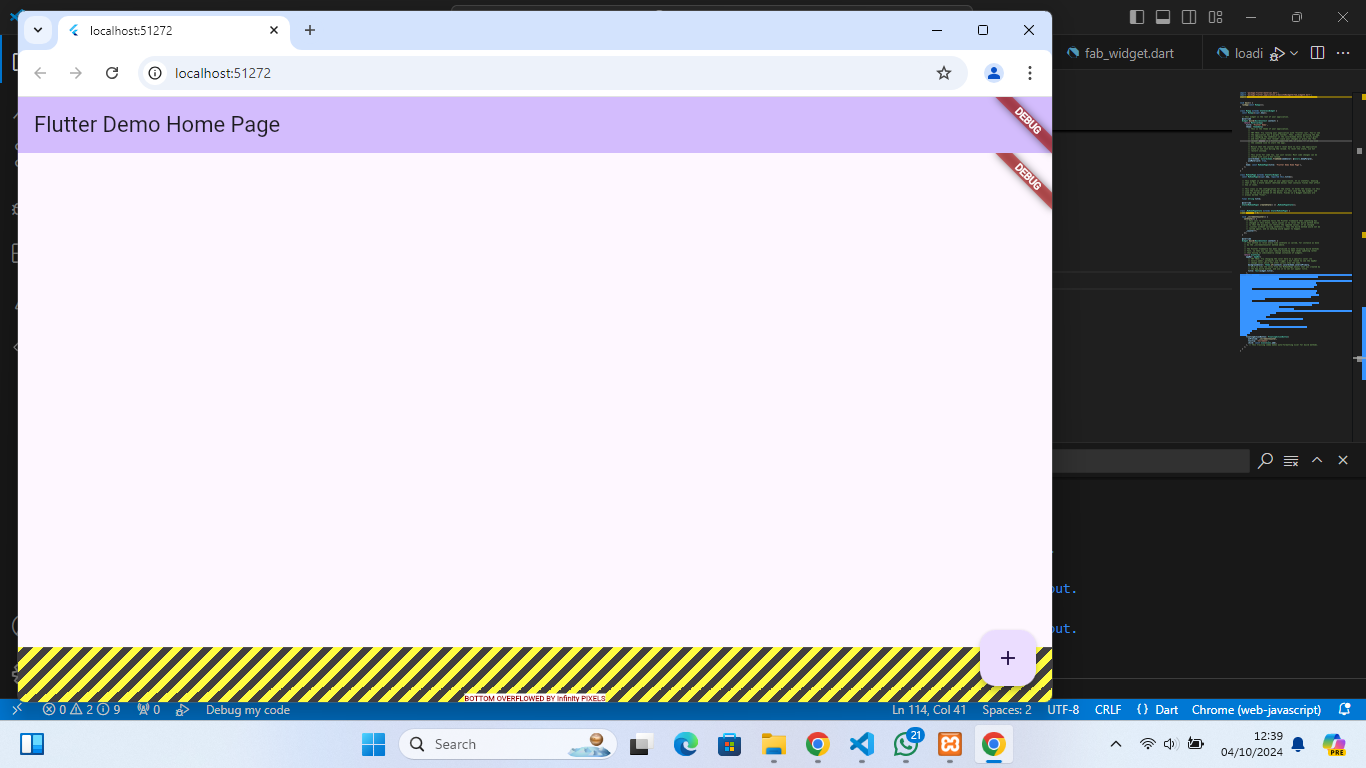 localhost:51272
localhost:51272
fab_widget.dart
loadi
Flutter Demo Home Page
DEBUG
DEBUG
out.
out.
BOTTOM OVERFLOWED BY Infinity PIXELS
0 2 9 0 Debug my code
Ln 114, Col 41 Spaces: 2 UTF-8 CRLF {} Dart Chrome (web-javascript)
Search
21
12:39
04/10/2024
PRE